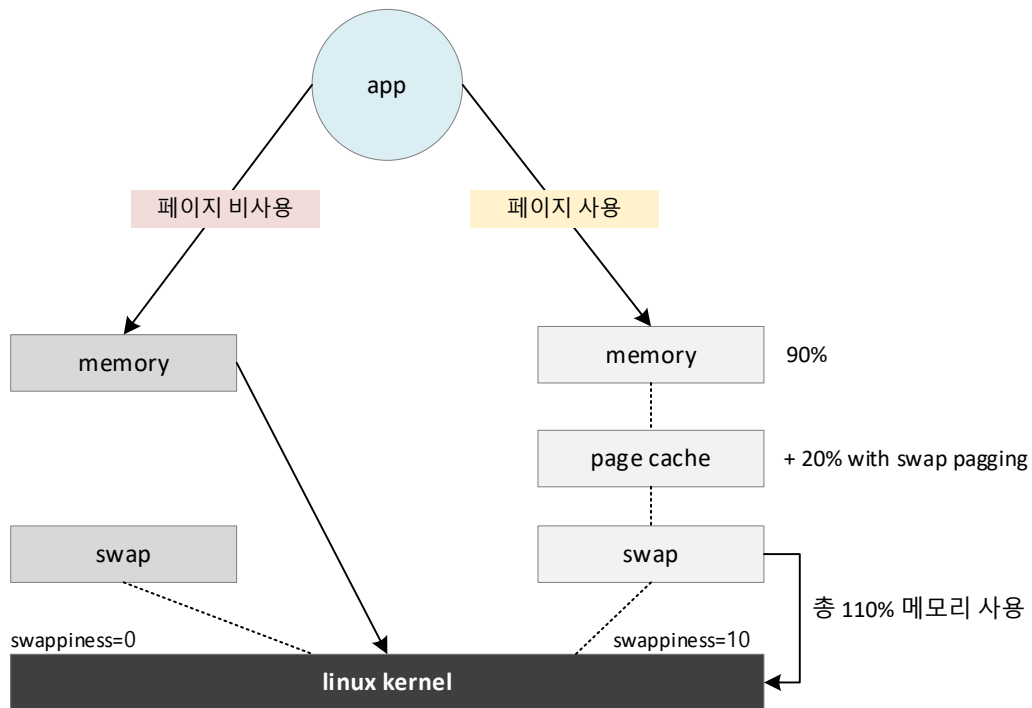 app
페이지 비사용
페이지 사용
memory
memory
90%
page cache
+ 20% with swap pagging
swap
swap
총 110% 메모리 사용
swappiness=0
swappiness=10
linux kernel